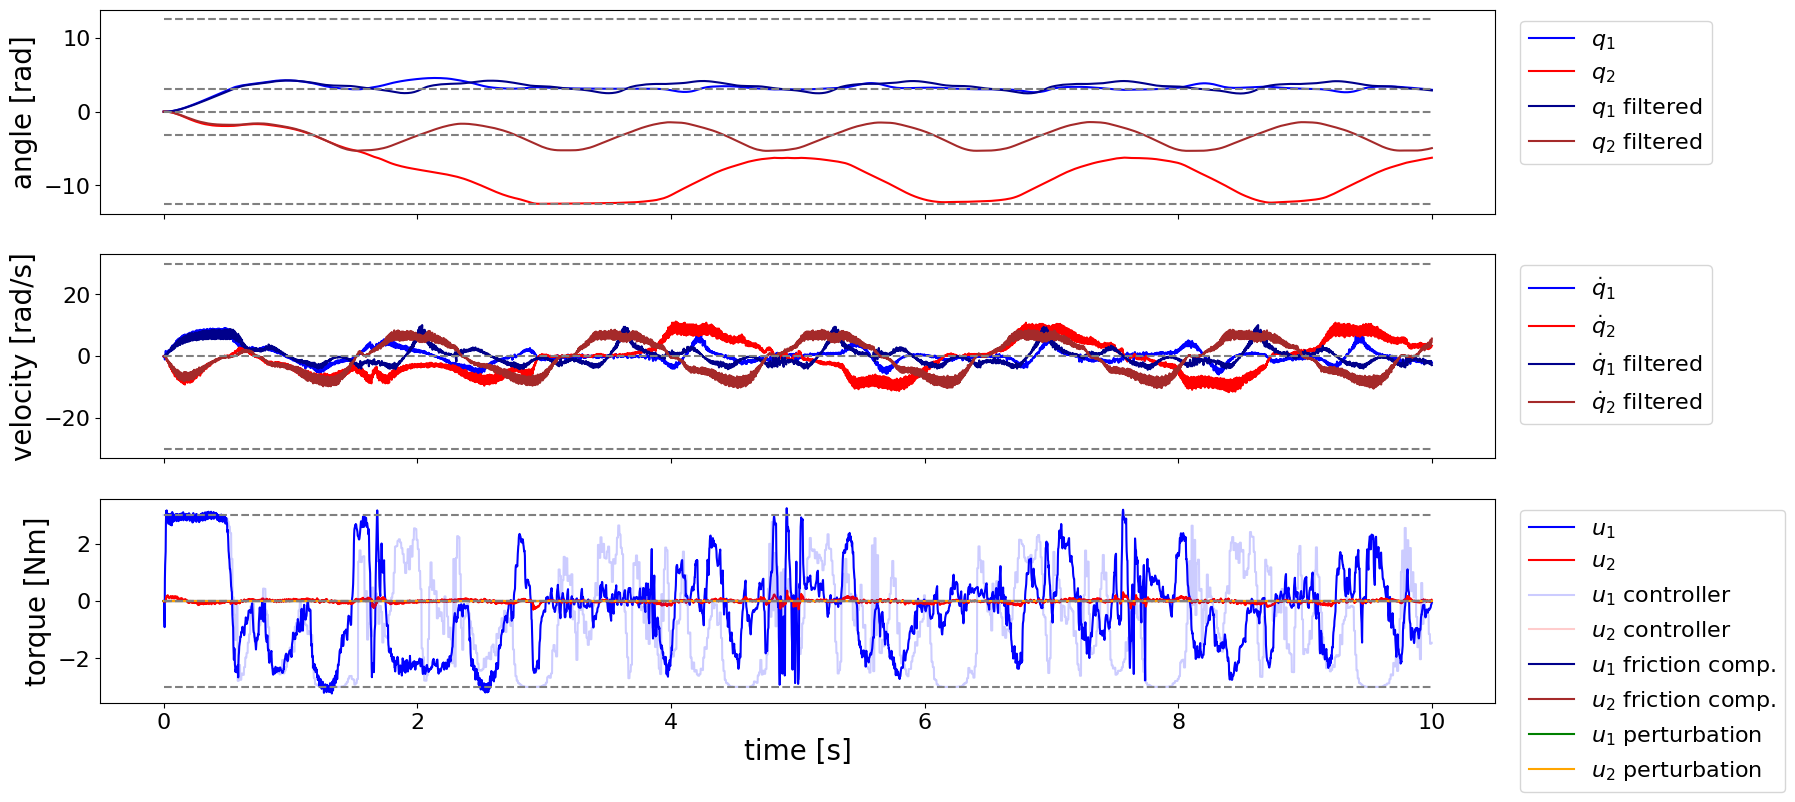 angle [rad]
10
0
−10
q₁
q₂
q₁ filtered
q₂ filtered
velocity [rad/s]
20
0
−20
q̇₁
q̇₂
q̇₁ filtered
q̇₂ filtered
torque [Nm]
2
0
−2
0 2 4 6 8 10
time [s]
u₁
u₂
u₁ controller
u₂ controller
u₁ friction comp.
u₂ friction comp.
u₁ perturbation
u₂ perturbation